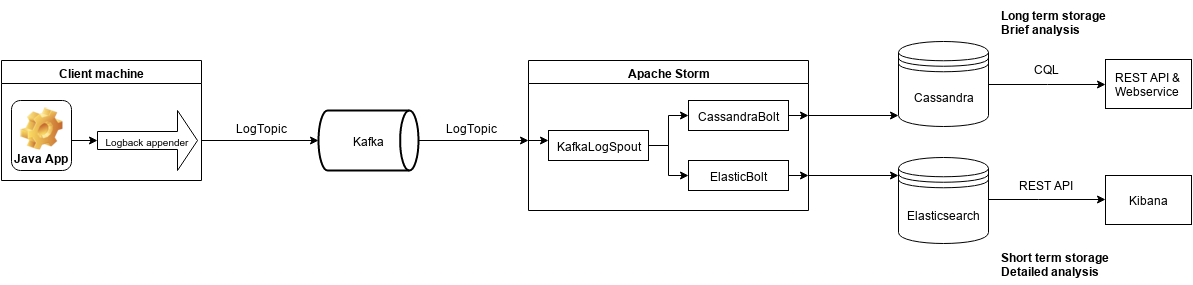 Long term storage
Brief analysis
Client machine
Apache Storm
CQL
REST API &
Webservice
Cassandra
Java App
Logback appender
LogTopic
Kafka
LogTopic
KafkaLogSpout
CassandraBolt
ElasticBolt
REST API
Elasticsearch
Kibana
Short term storage
Detailed analysis